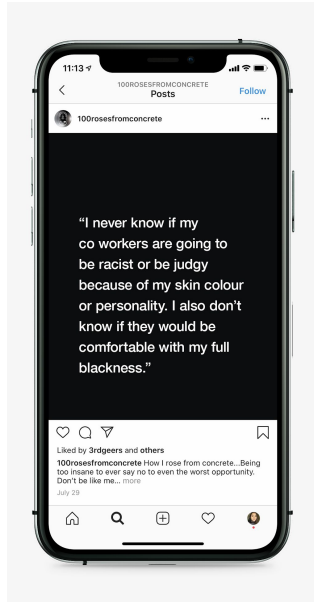 11:13
100ROSESFROMCONCRETE
Posts
Follow
100rosesfromconcrete
“I never know if my
co workers are going to
be racist or be judgy
because of my skin colour
or personality. I also don’t
know if they would be
comfortable with my full
blackness.”
Liked by 3rdgeers and others
100rosesfromconcrete How I rose from concrete...Being
too insane to ever say no to even the worst opportunity.
Don't be like me... more
July 29